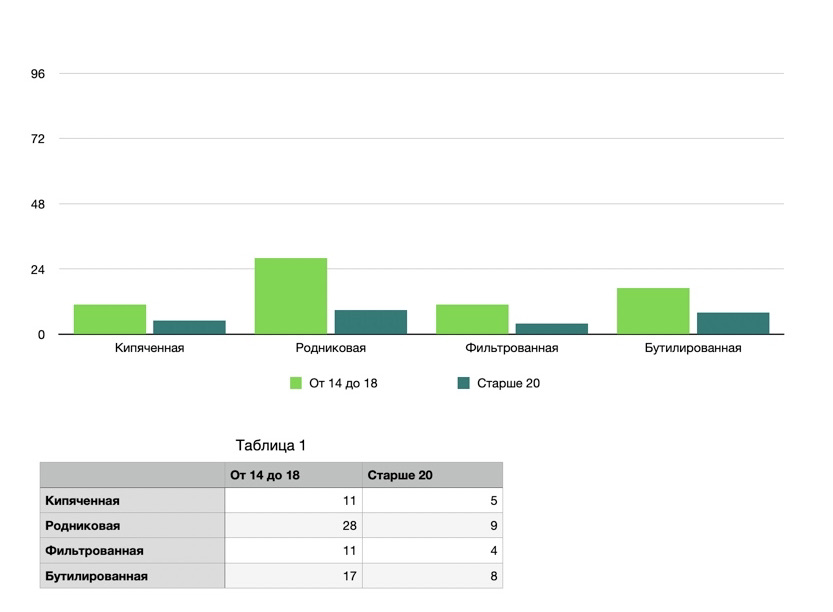 96
72
48
24
0
Кипяченная Родниковая Фильтрованная Бутилированная
От 14 до 18 Старше 20
Таблица 1
От 14 до 18 Старше 20
Кипяченная 11 5
Родниковая 28 9
Фильтрованная 11 4
Бутилированная 17 8